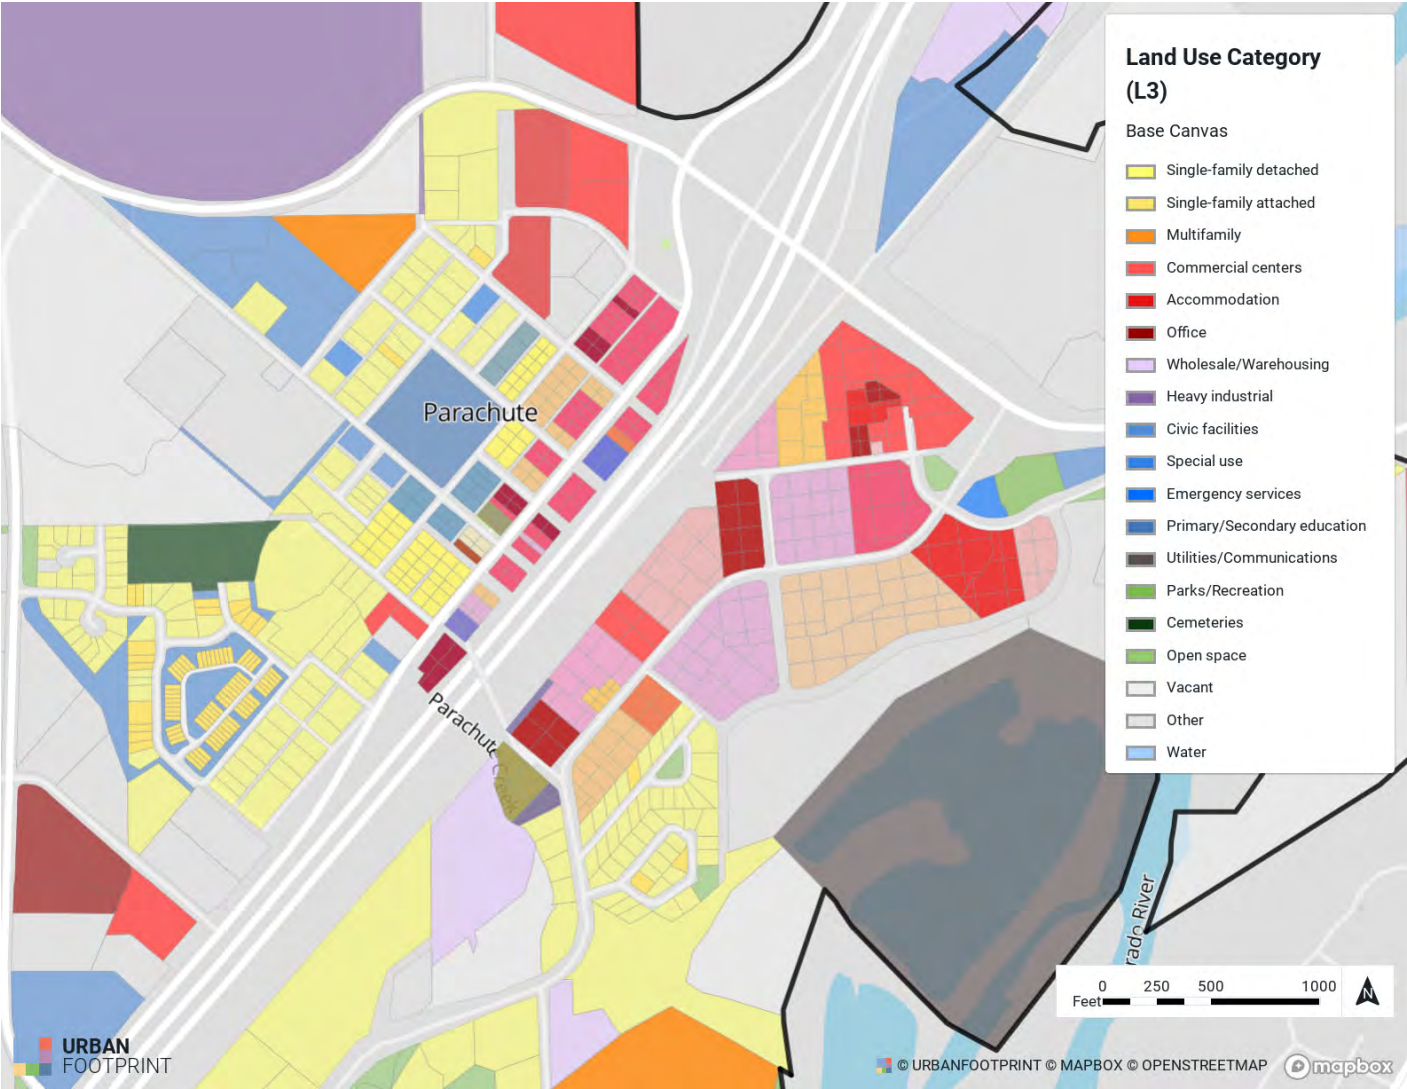 Land Use Category
(L3)
Base Canvas
Single-family detached
Single-family attached
Multifamily
Commercial centers
Accommodation
Office
Wholesale/Warehousing
Heavy industrial
Civic facilities
Special use
Emergency services
Primary/Secondary education
Utilities/Communications
Parks/Recreation
Cemeteries
Open space
Vacant
Other
Water
Parachute
Parachute Creek
rado River
0 250 500 1000
Feet
N
URBAN
FOOTPRINT
© URBANFOOTPRINT © MAPBOX © OPENSTREETMAP
mapbox